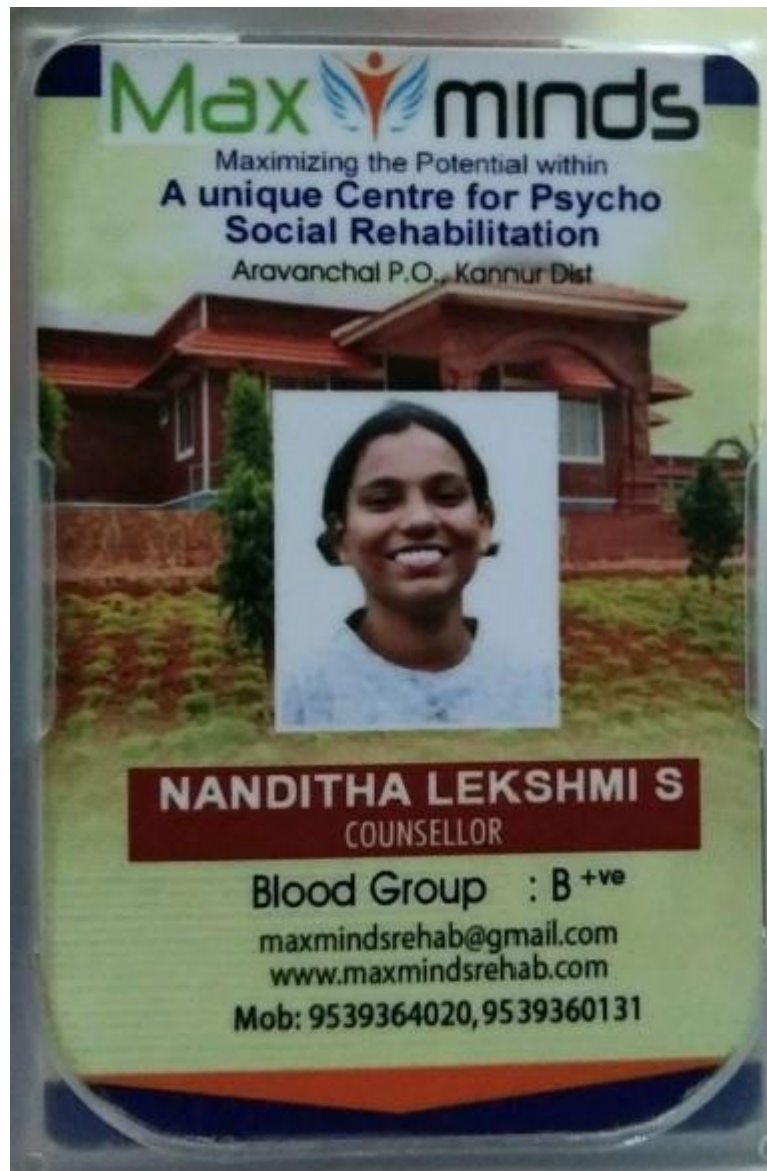 Max minds
Maximizing the Potential within
A unique Centre for Psycho
Social Rehabilitation
Aravanchal P.O., Kannur Dist
NANDITHA LEKSHMI S
COUNSELLOR
Blood Group : B +ve
maxmindsrehab@gmail.com
www.maxmindsrehab.com
Mob: 9539364020,9539360131